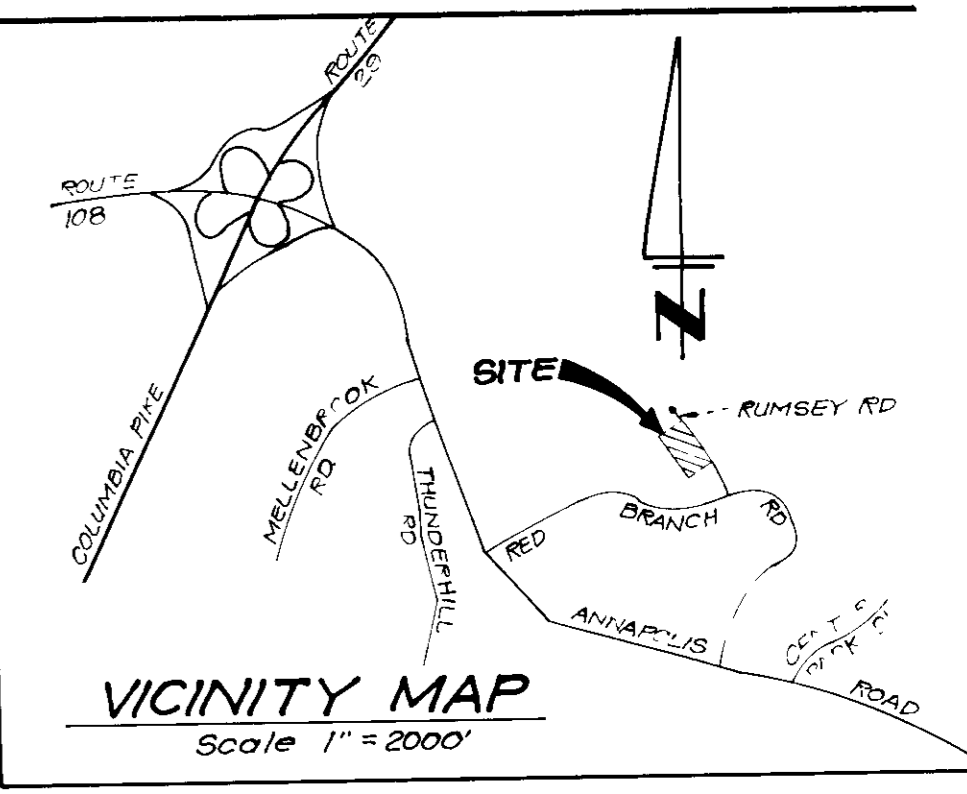 ROUTE
29
ROUTE
108
N
SITE
RUMSEY RD
COLUMBIA PIKE
MELLENBROOK
RD.
THUNDERHILL
RD
RED BRANCH RD
ANNAPOLIS ROAD
VICINITY MAP
Scale 1" = 2000'